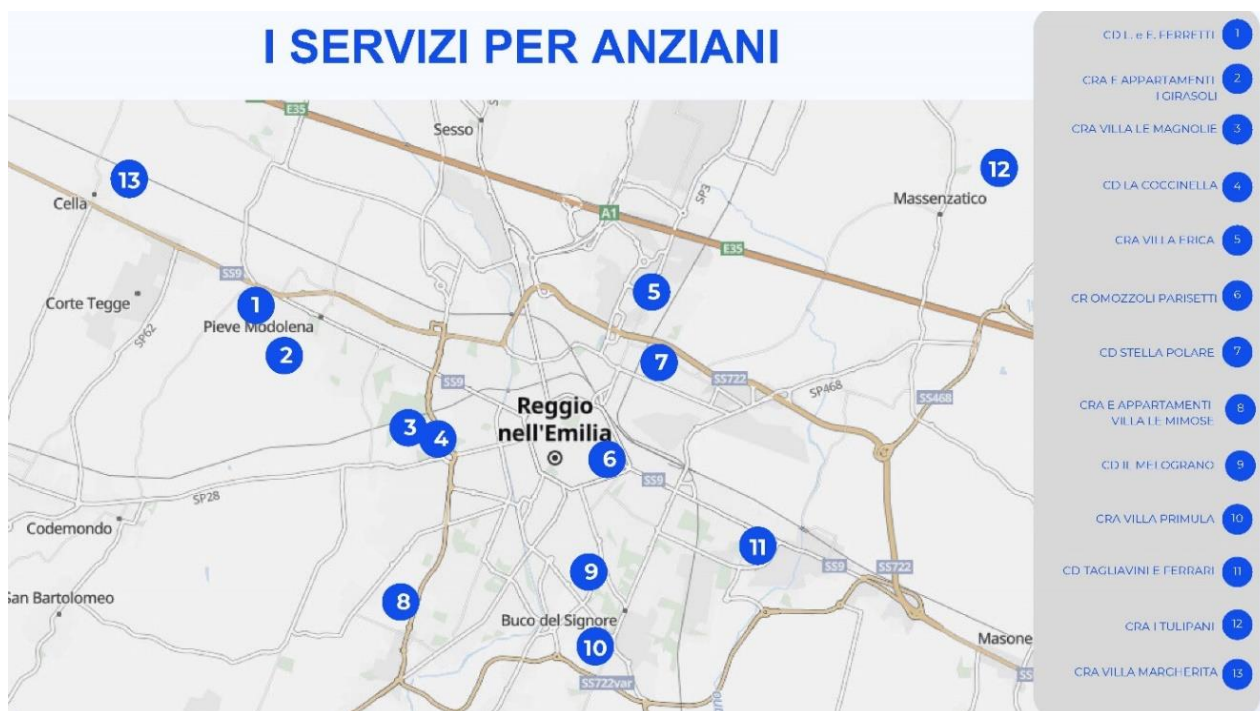 I SERVIZI PER ANZIANI
E35
Sesso
SP3
13
12
Cella
Massenzatico
A1
E35
SS9
5
Corte Tegge
1
Pieve Modolena
SP62
2
7
SS722
SP468
SS9
SS468
Reggio
nell'Emilia
3
4
6
SS9
SP28
Codemondo
11
SS9
SS722
9
San Bartolomeo
8
Buco del Signore
10
Masone
SS722var
CD L. e E. FERRETTI 1
CRA E APPARTAMENTI 2
I GIRASOLI
CRA VILLA LE MAGNOLIE 3
CD LA COCCINELLA 4
CRA VILLA ERICA 5
CR OMOZZOLI PARISETTI 6
CD STELLA POLARE 7
CRA E APPARTAMENTI 8
VILLA LE MIMOSE
CD IL MELOGRANO 9
CRA VILLA PRIMULA 10
CD TAGLIAVINI E FERRARI 11
CRA I TULIPANI 12
CRA VILLA MARGHERITA 13